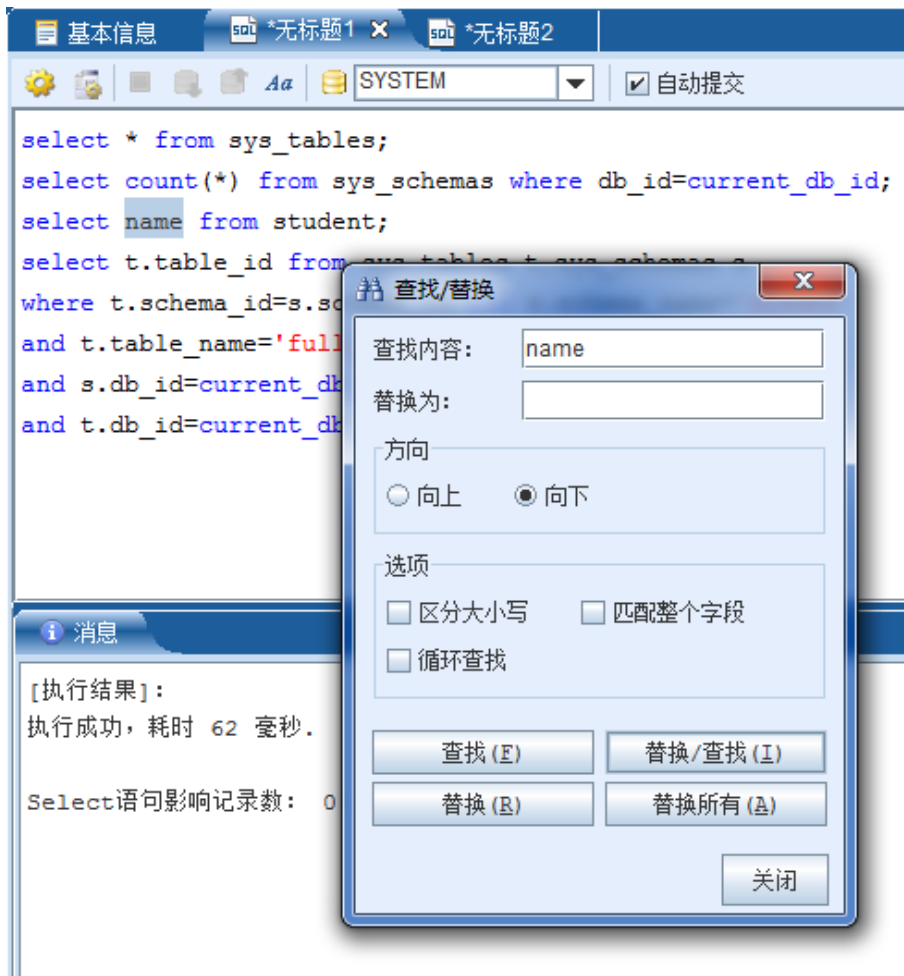 基本信息
*无标题1
*无标题2
Aa
SYSTEM
自动提交
select * from sys_tables;
select count(*) from sys_schemas where db_id=current_db_id;
select name from student;
select t.table_id from sys_tables t,sys_schemas s
where t.schema_id=s.sc
and t.table_name='full
and s.db_id=current_db
and t.db_id=current_db
查找/替换
查找内容:
name
替换为:
方向
向上
向下
选项
区分大小写
匹配整个字段
循环查找
查找(F)
替换/查找(I)
替换(R)
替换所有(A)
关闭
消息
[执行结果]:
执行成功，耗时 62 毫秒.
Select语句影响记录数: 0